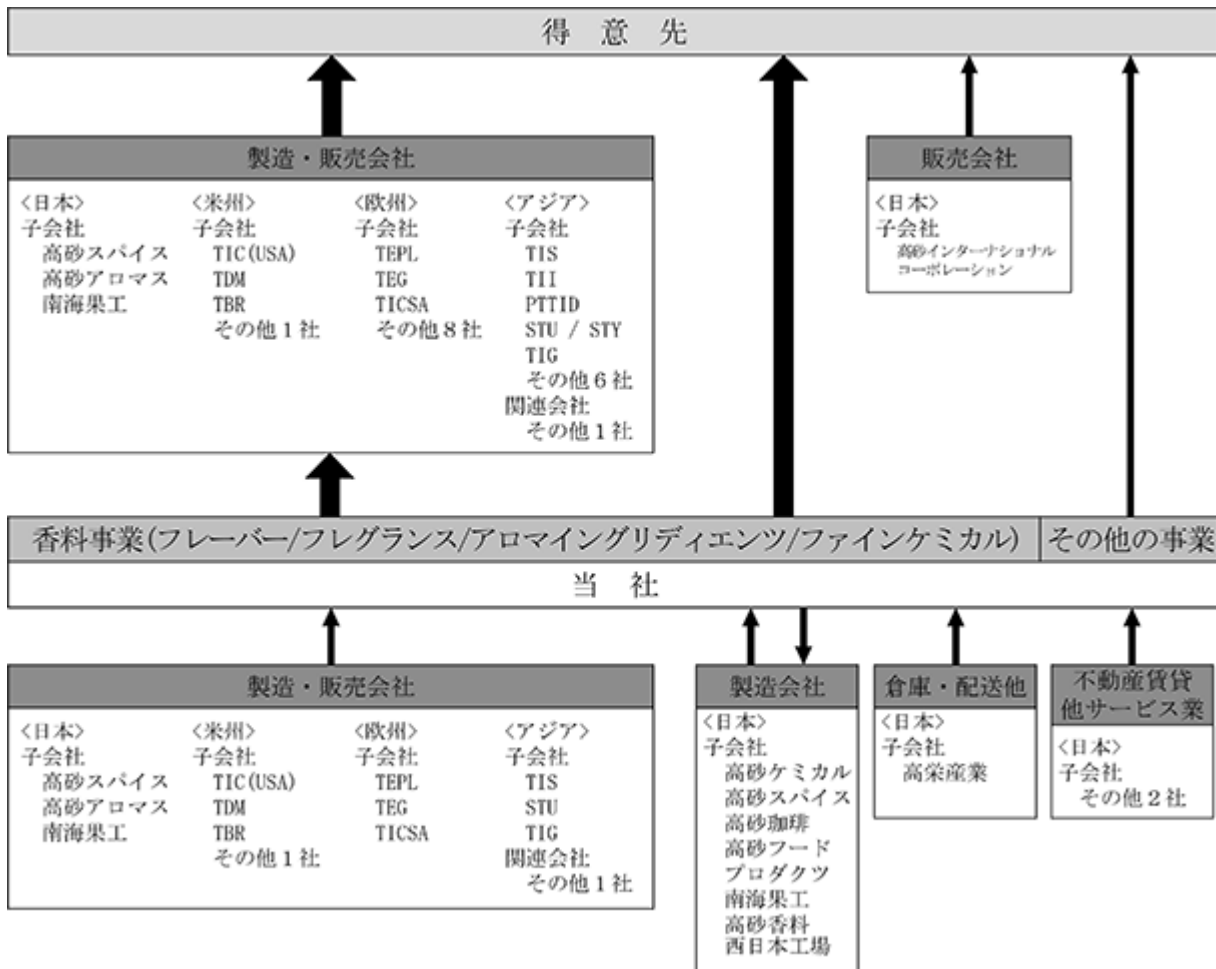 得 意 先
製造・販売会社
〈日本〉
子会社
高砂スパイス
高砂アロマス
南海果工
〈米州〉
子会社
TIC(USA)
TDM
TBR
その他1社
〈欧州〉
子会社
TEPL
TEG
TICSA
その他8社
〈アジア〉
子会社
TIS
TII
PTTID
STU / STY
TIG
その他6社
関連会社
その他1社
販売会社
〈日本〉
子会社
高砂インターナショナル
コーポレーション
香料事業(フレーバー/フレグランス/アロマイングリディエンツ/ファインケミカル)
その他の事業
当 社
製造・販売会社
〈日本〉
子会社
高砂スパイス
高砂アロマス
南海果工
〈米州〉
子会社
TIC(USA)
TDM
TBR
その他1社
〈欧州〉
子会社
TEPL
TEG
TICSA
〈アジア〉
子会社
TIS
STU
TIG
関連会社
その他1社
製造会社
〈日本〉
子会社
高砂ケミカル
高砂スパイス
高砂珈琲
高砂フード
プロダクツ
南海果工
高砂香料
西日本工場
倉庫・配送他
〈日本〉
子会社
高栄産業
不動産賃貸
他サービス業
〈日本〉
子会社
その他2社